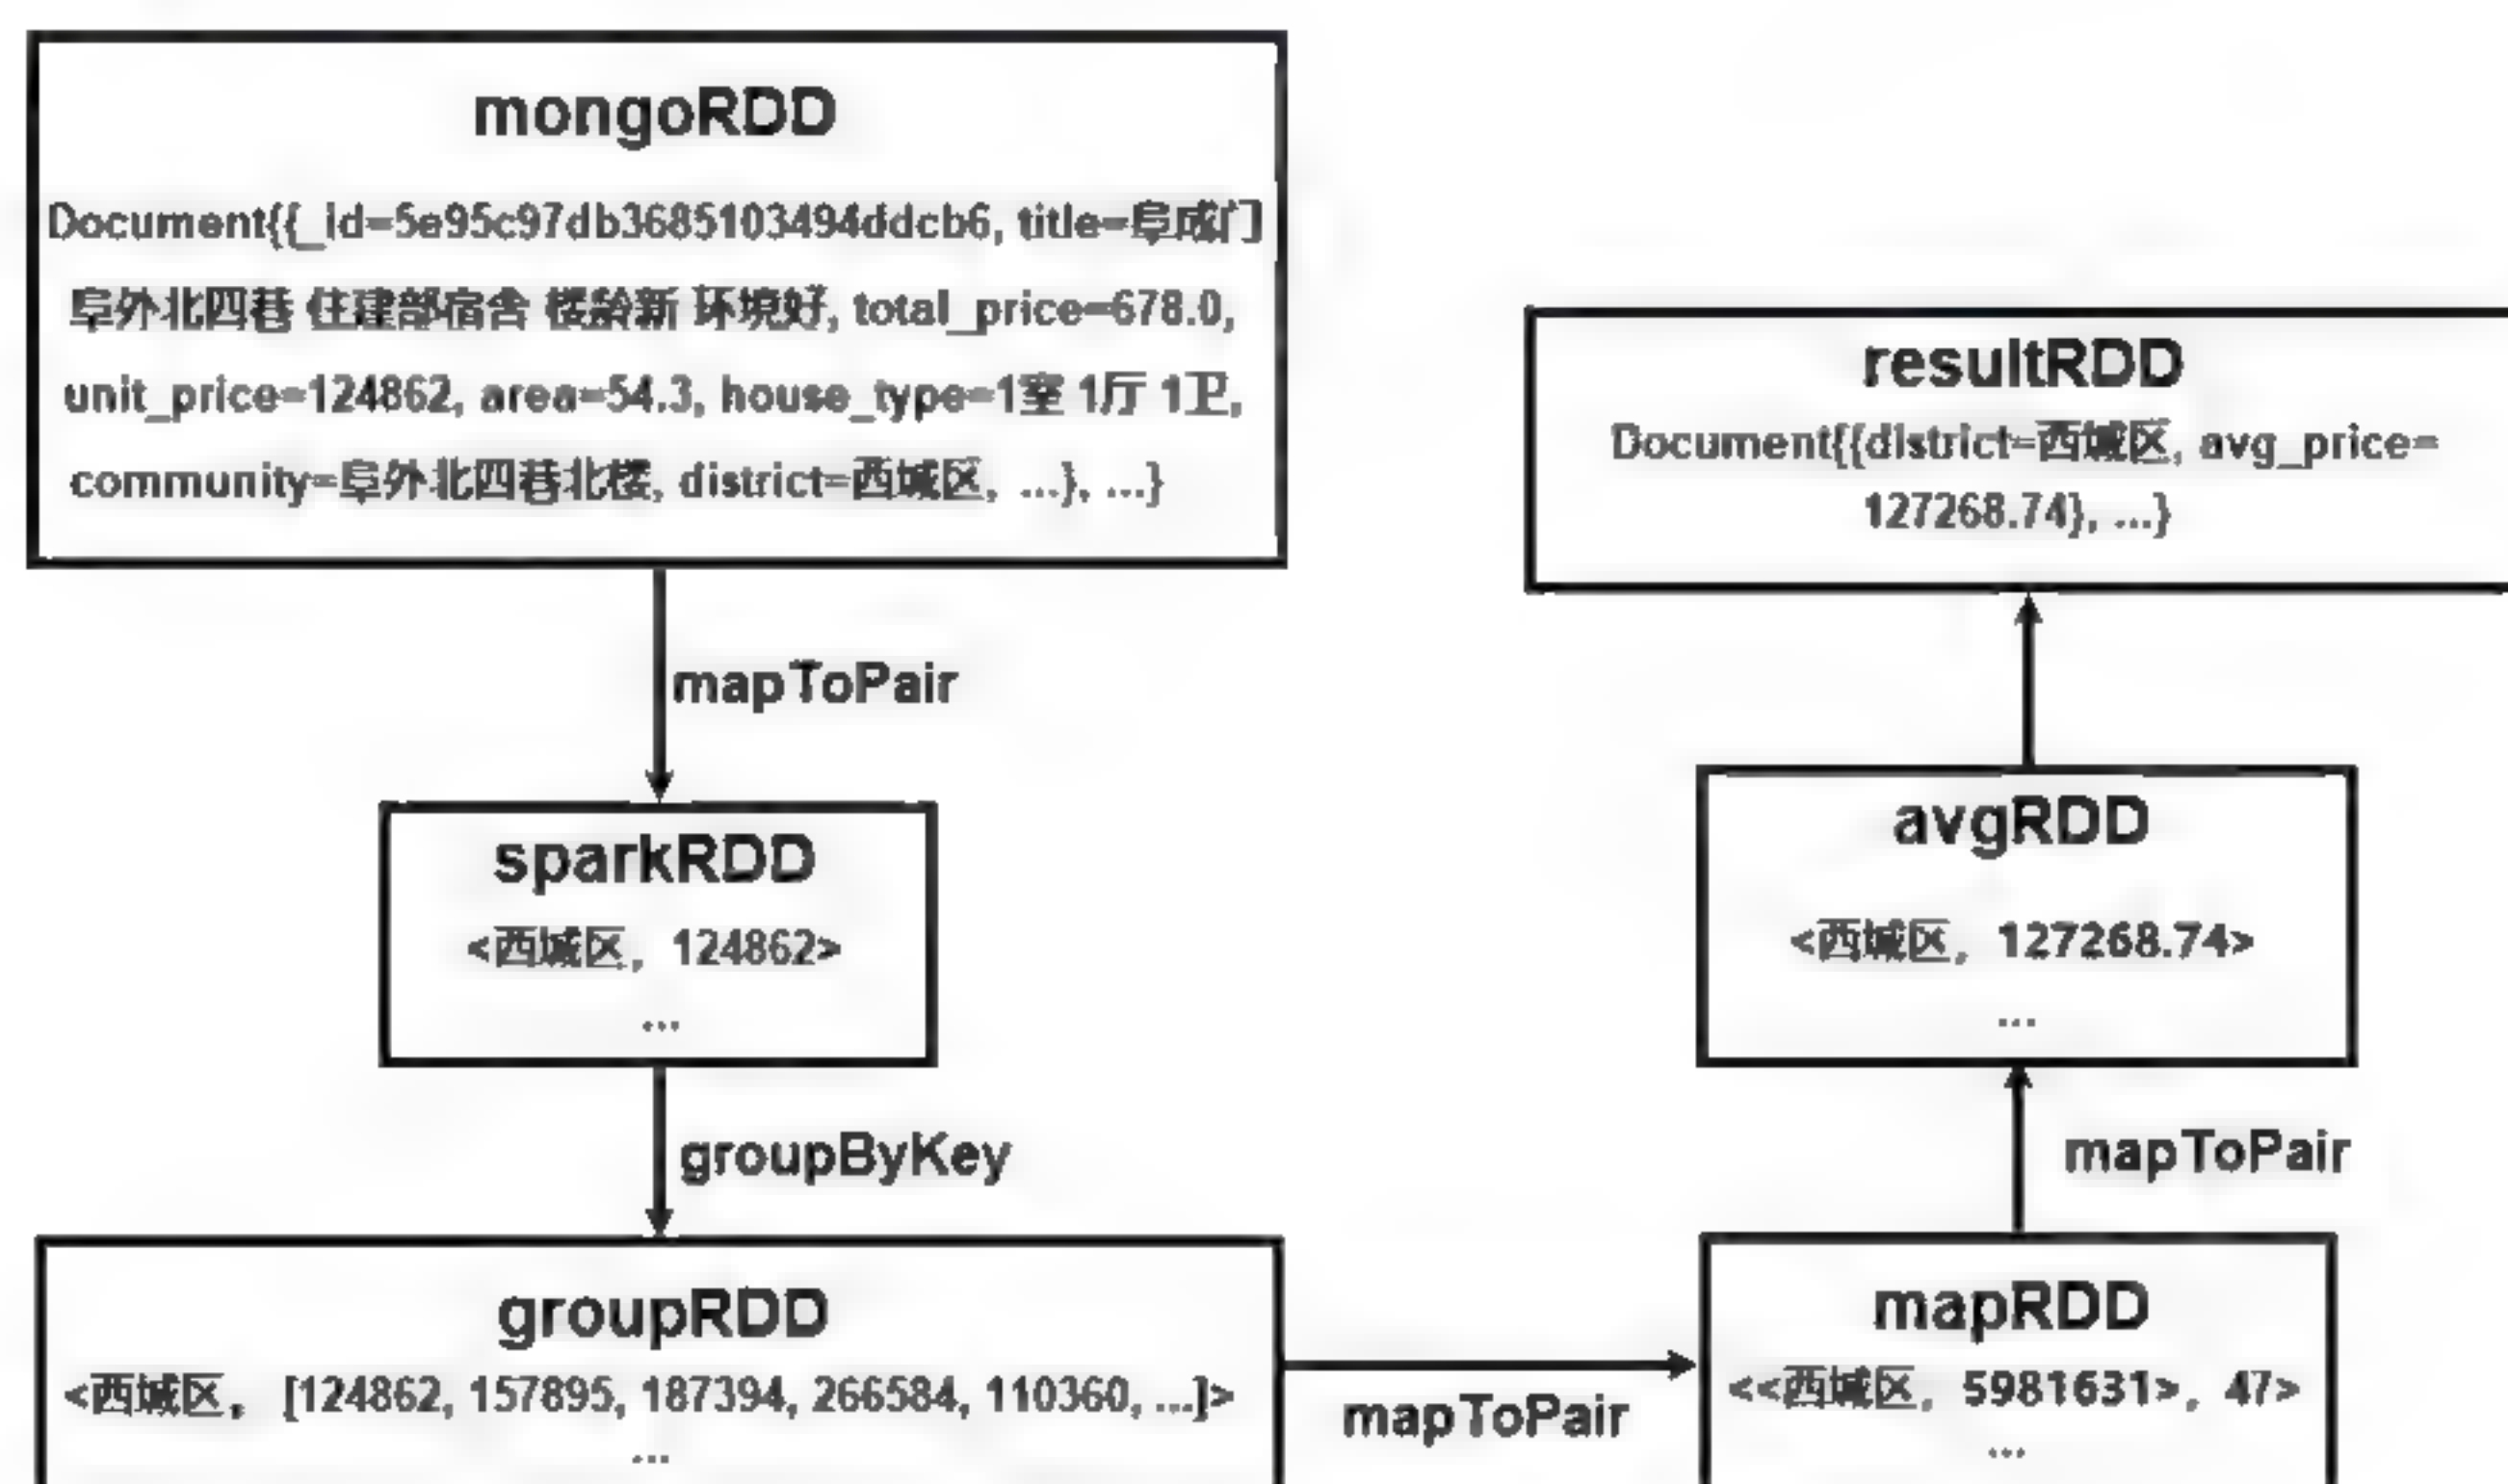 mongoRDD
Document{{_id=5e95c97db3685103494ddcb6, title=阜成门
阜外北四巷 住建部宿舍 楼龄新 环境好, total_price=678.0,
unit_price=124862, area=54.3, house_type=1室 1厅 1卫,
community=阜外北四巷北楼, district=西城区, ...}, ...}
mapToPair
sparkRDD
<西城区, 124862>
...
groupByKey
groupRDD
<西城区, [124862, 157895, 187394, 266584, 110360, ...]>
...
mapToPair
mapRDD
<<西城区, 5981631>, 47>
...
mapToPair
avgRDD
<西城区, 127268.74>
...
resultRDD
Document{{district=西城区, avg_price=
127268.74}, ...}